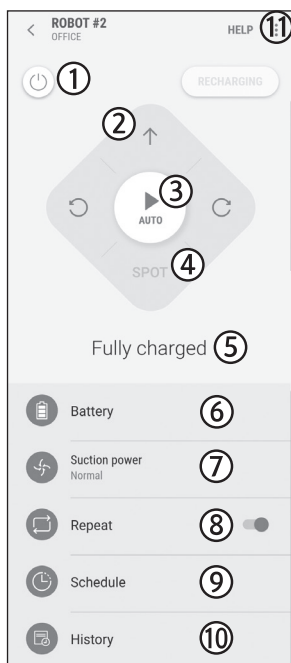 ROBOT #2
OFFICE
HELP
⑪
①
RECHARGING
②
③
AUTO
SPOT ④
Fully charged ⑤
Battery ⑥
Suction power
Normal
⑦
Repeat ⑧
Schedule ⑨
History ⑩